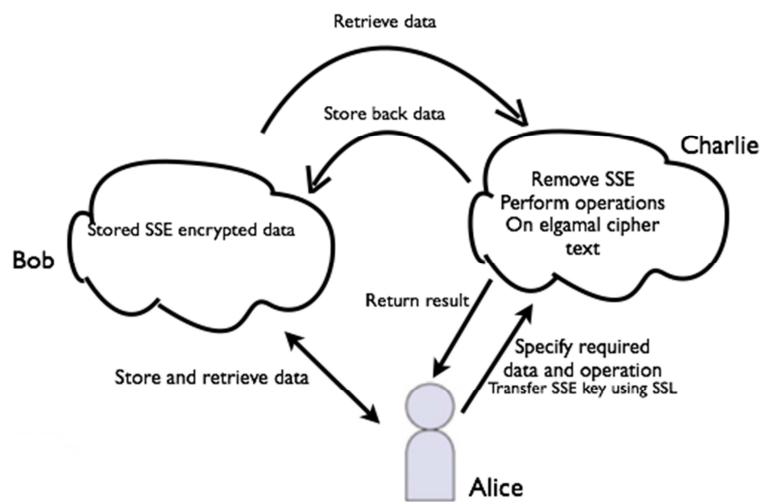 Retrieve data
Store back data
Charlie
Remove SSE
Perform operations
On elgamal cipher
text
Stored SSE encrypted data
Bob
Return result
Specify required
data and operation
Transfer SSE key using SSL
Store and retrieve data
Alice